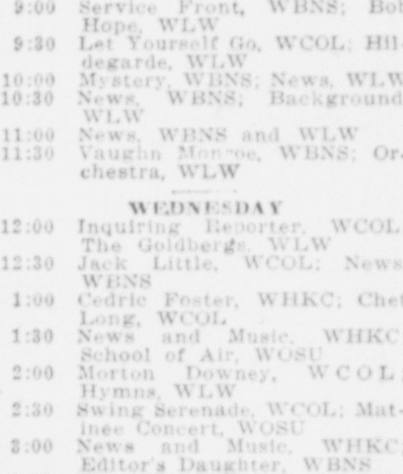 9:00 Service Front, WBNS; Bob
Hope, WLW
9:30 Let Yourself Go, WCOL; Hil-
degarde, WLW
10:00 Mystery, WBNS; News, WLW
10:30 News, WBNS; Background
WLW
11:00 News, WBNS and WLW
11:30 Vaughn Monroe, WBNS; Or-
chestra, WLW
WEDNESDAY
12:00 Inquiring Reporter, WCOL
The Goldbergs, WLW
12:30 Jack Little, WCOL; News
WBNS
1:00 Cedric Foster, WHKC; Chet
Long, WCOL
1:30 News and Music, WHKC
School of Air, WOSU
2:00 Morton Downey, WCOL;
Hymns, WLW
2:30 Swing Serenade, WCOL; Mat-
inee Concert, WOSU
3:00 News and Music, WHKC;
Editor's Daughter, WBNS